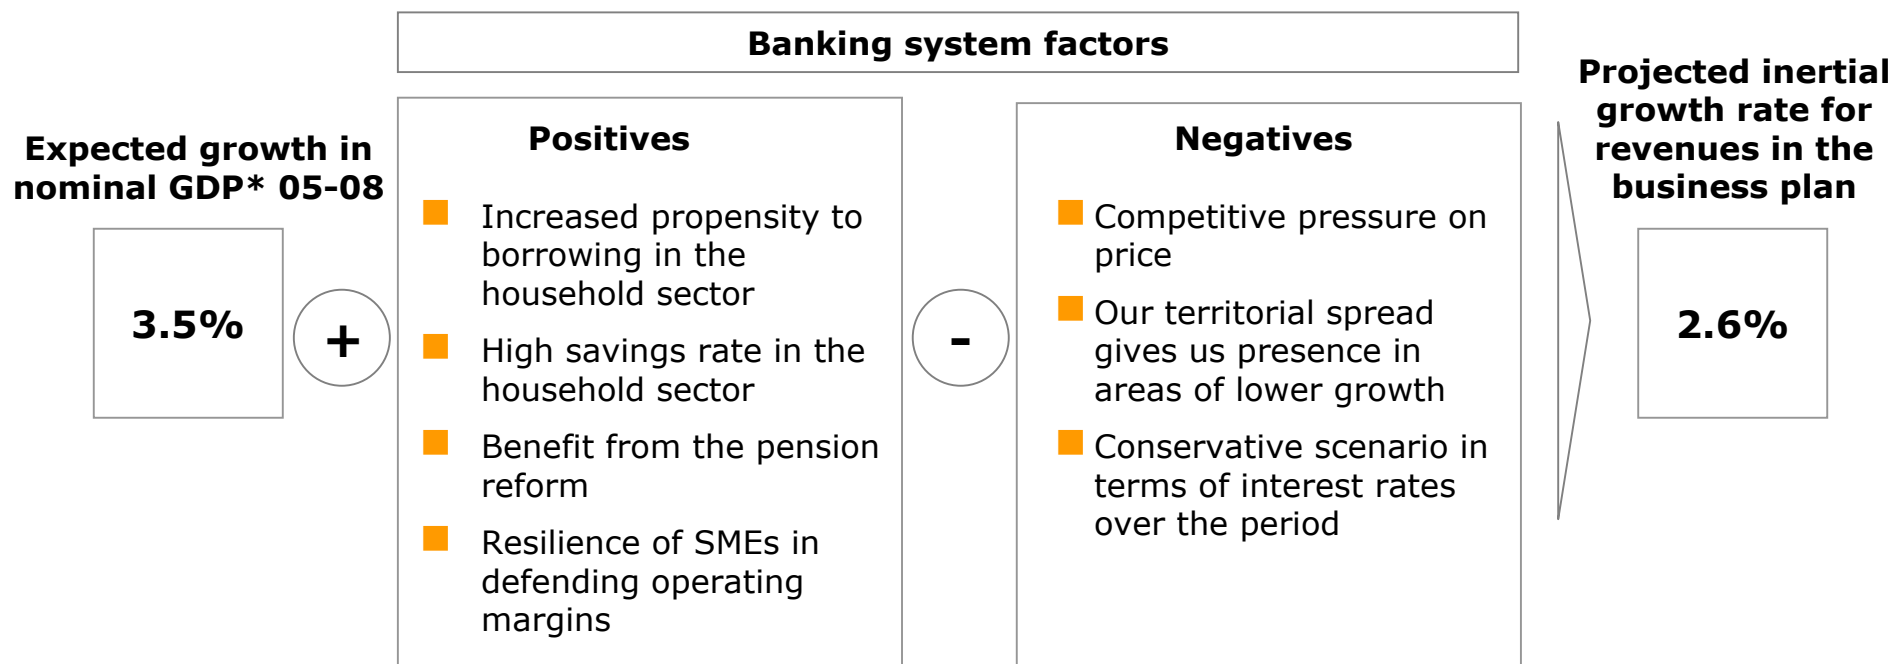 Banking system factors
Expected growth in
nominal GDP* 05-08
3.5%
+
Positives
Increased propensity to
borrowing in the
household sector
High savings rate in the
household sector
Benefit from the pension
reform
Resilience of SMEs in
defending operating
margins
-
Negatives
Competitive pressure on
price
Our territorial spread
gives us presence in
areas of lower growth
Conservative scenario in
terms of interest rates
over the period
Projected inertial
growth rate for
revenues in the
business plan
2.6%